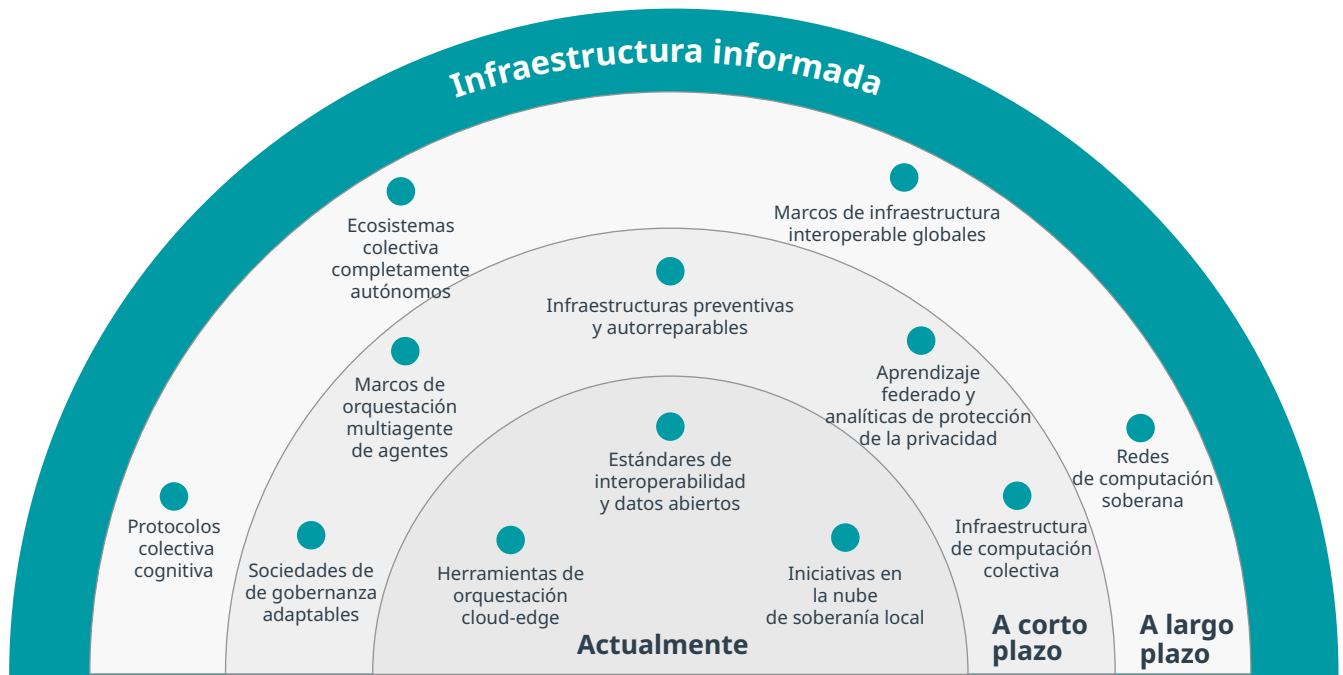 Infraestructura informada
Ecosistemas
colectiva
completamente
autónomos
Marcos de infraestructura
interoperable globales
Infraestructuras preventivas
y autorreparables
Marcos de
orquestación
multiagente
de agentes
Aprendizaje
federado y
analíticas de protección
de la privacidad
Estándares de
interoperabilidad
y datos abiertos
Redes
de computación
soberana
Protocolos
colectiva
cognitiva
Sociedades de
de gobernanza
adaptables
Herramientas de
orquestación
cloud-edge
Iniciativas en
la nube
de soberanía local
Infraestructura
de computación
colectiva
Actualmente
A corto
plazo
A largo
plazo